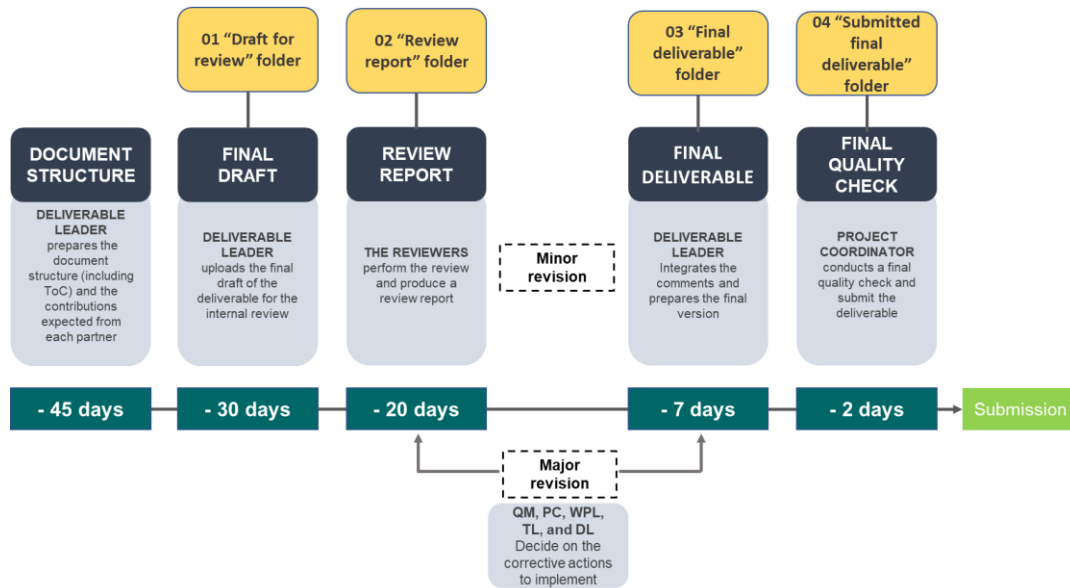 01 “Draft for
review” folder
02 “Review
report” folder
03 “Final
deliverable”
folder
04 “Submitted
final
deliverable”
folder
DOCUMENT
STRUCTURE
FINAL
DRAFT
REVIEW
REPORT
FINAL
DELIVERABLE
FINAL
QUALITY
CHECK
DELIVERABLE
LEADER
prepares the
document
structure (including
ToC) and the
contributions
expected from
each partner
DELIVERABLE
LEADER
uploads the final
draft of the
deliverable for the
internal review
THE REVIEWERS
perform the review
and produce a
review report
Minor
revision
DELIVERABLE
LEADER
Integrates the
comments and
prepares the final
version
PROJECT
COORDINATOR
conducts a final
quality check and
submit the
deliverable
- 45 days
- 30 days
- 20 days
- 7 days
- 2 days
Submission
Major
revision
QM, PC, WPL,
TL, and DL
Decide on the
corrective actions
to implement